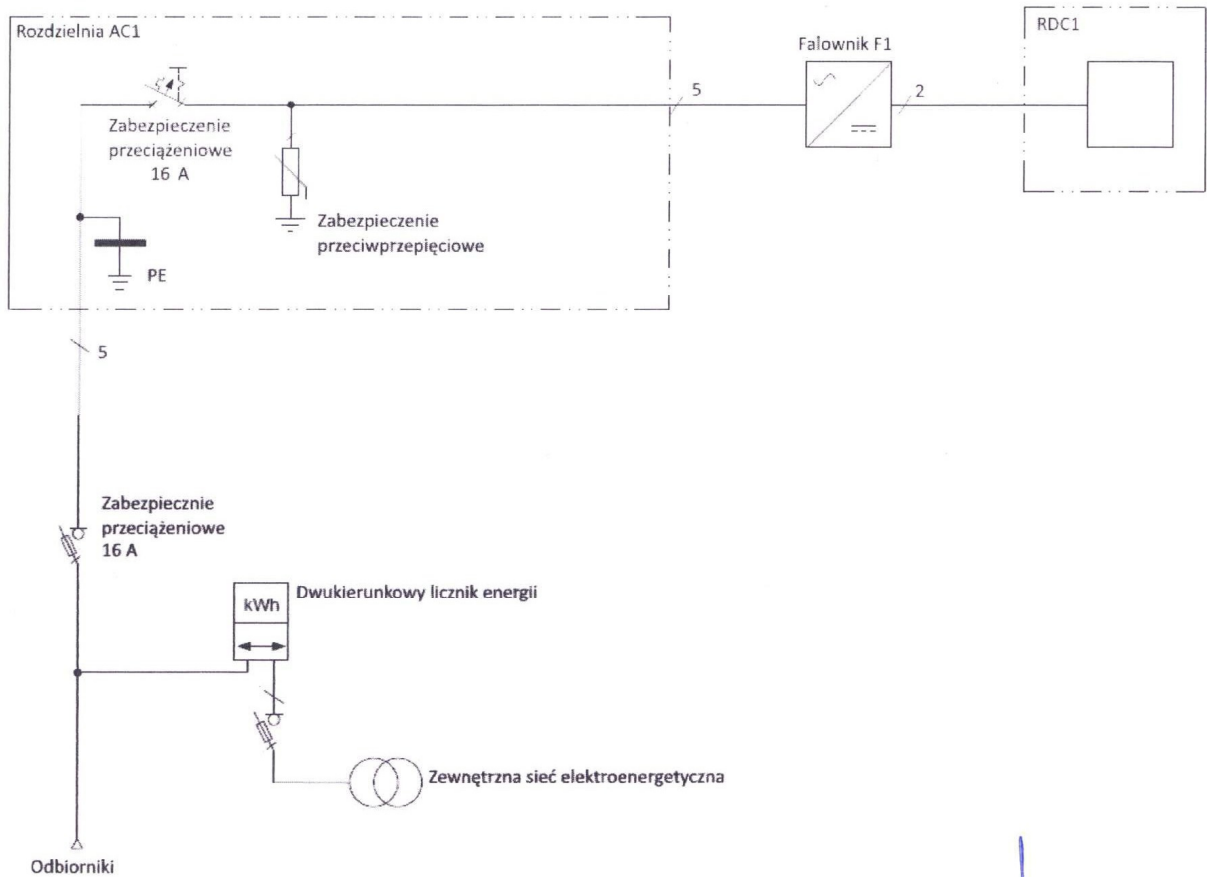 Rozdzielnia AC1
RDC1
Falownik F1
5
2
Zabezpieczenie
przeciążeniowe
16 A
Zabezpieczenie
przeciwprzepięciowe
PE
5
Zabezpiecznie
przeciążeniowe
16 A
kWh
Dwukierunkowy licznik energii
Zewnętrzna sieć elektroenergetyczna
Odbiorniki